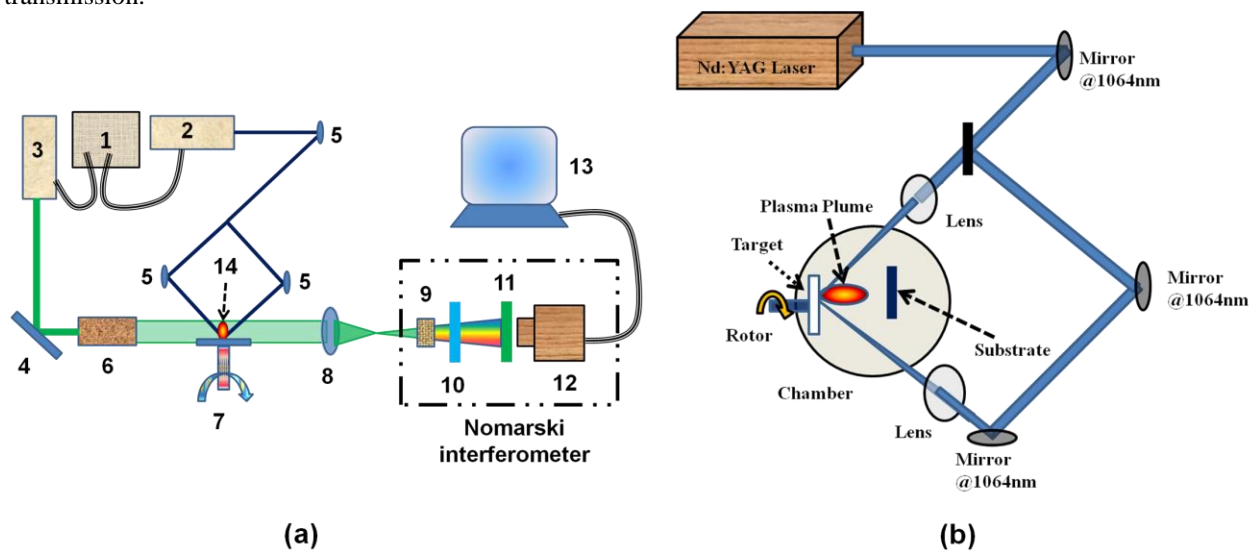 transmission.
1
2
3
5
13
14
5
5
9
11
4
6
8
10
12
7
Nomarski
interferometer
(a)
Nd:YAG Laser
Mirror
@1064nm
Lens
Plasma Plume
Target
Mirror
@1064nm
Rotor
Substrate
Chamber
Lens
Mirror
@1064nm
(b)